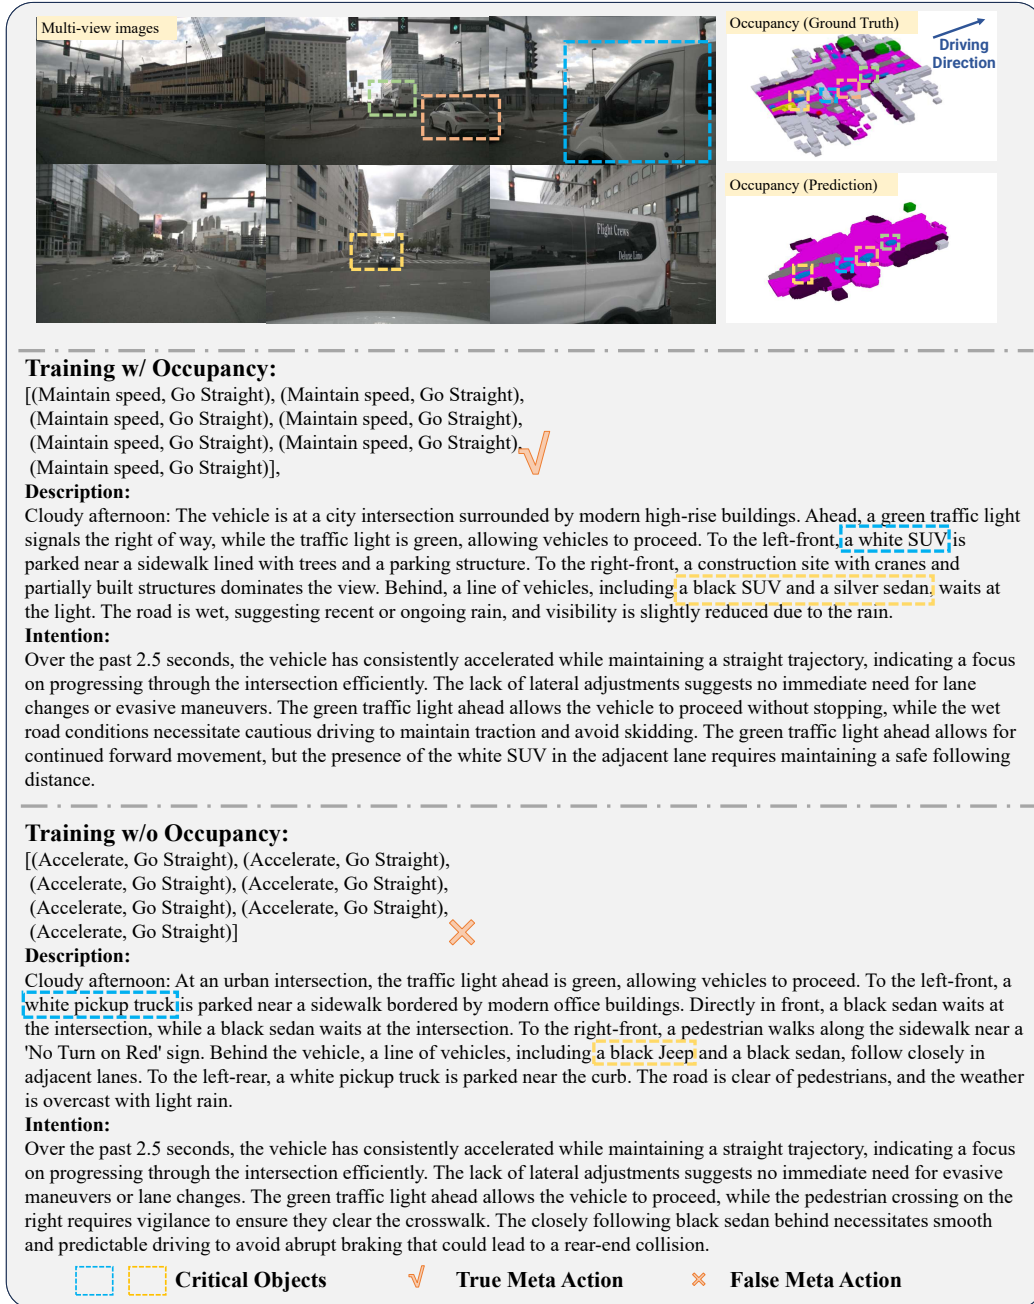 Multi-view images
Occupancy (Ground Truth)
Driving
Direction
Occupancy (Prediction)
Flight Crews
Deluxe Limo
Training w/ Occupancy:
[(Maintain speed, Go Straight), (Maintain speed, Go Straight),
(Maintain speed, Go Straight), (Maintain speed, Go Straight),
(Maintain speed, Go Straight), (Maintain speed, Go Straight),
(Maintain speed, Go Straight)],
Description:
Cloudy afternoon: The vehicle is at a city intersection surrounded by modern high-rise buildings. Ahead, a green traffic light
signals the right of way, while the traffic light is green, allowing vehicles to proceed. To the left-front, a white SUV is
parked near a sidewalk lined with trees and a parking structure. To the right-front, a construction site with cranes and
partially built structures dominates the view. Behind, a line of vehicles, including a black SUV and a silver sedan, waits at
the light. The road is wet, suggesting recent or ongoing rain, and visibility is slightly reduced due to the rain.
Intention:
Over the past 2.5 seconds, the vehicle has consistently accelerated while maintaining a straight trajectory, indicating a focus
on progressing through the intersection efficiently. The lack of lateral adjustments suggests no immediate need for lane
changes or evasive maneuvers. The green traffic light ahead allows the vehicle to proceed without stopping, while the wet
road conditions necessitate cautious driving to maintain traction and avoid skidding. The green traffic light ahead allows for
continued forward movement, but the presence of the white SUV in the adjacent lane requires maintaining a safe following
distance.
Training w/o Occupancy:
[(Accelerate, Go Straight), (Accelerate, Go Straight),
(Accelerate, Go Straight), (Accelerate, Go Straight),
(Accelerate, Go Straight), (Accelerate, Go Straight),
(Accelerate, Go Straight)]
Description:
Cloudy afternoon: At an urban intersection, the traffic light ahead is green, allowing vehicles to proceed. To the left-front, a
white pickup truck is parked near a sidewalk bordered by modern office buildings. Directly in front, a black sedan waits at
the intersection, while a black sedan waits at the intersection. To the right-front, a pedestrian walks along the sidewalk near a
'No Turn on Red' sign. Behind the vehicle, a line of vehicles, including a black Jeep and a black sedan, follow closely in
adjacent lanes. To the left-rear, a white pickup truck is parked near the curb. The road is clear of pedestrians, and the weather
is overcast with light rain.
Intention:
Over the past 2.5 seconds, the vehicle has consistently accelerated while maintaining a straight trajectory, indicating a focus
on progressing through the intersection efficiently. The lack of lateral adjustments suggests no immediate need for evasive
maneuvers or lane changes. The green traffic light ahead allows the vehicle to proceed, while the pedestrian crossing on the
right requires vigilance to ensure they clear the crosswalk. The closely following black sedan behind necessitates smooth
and predictable driving to avoid abrupt braking that could lead to a rear-end collision.
Critical Objects
True Meta Action
False Meta Action